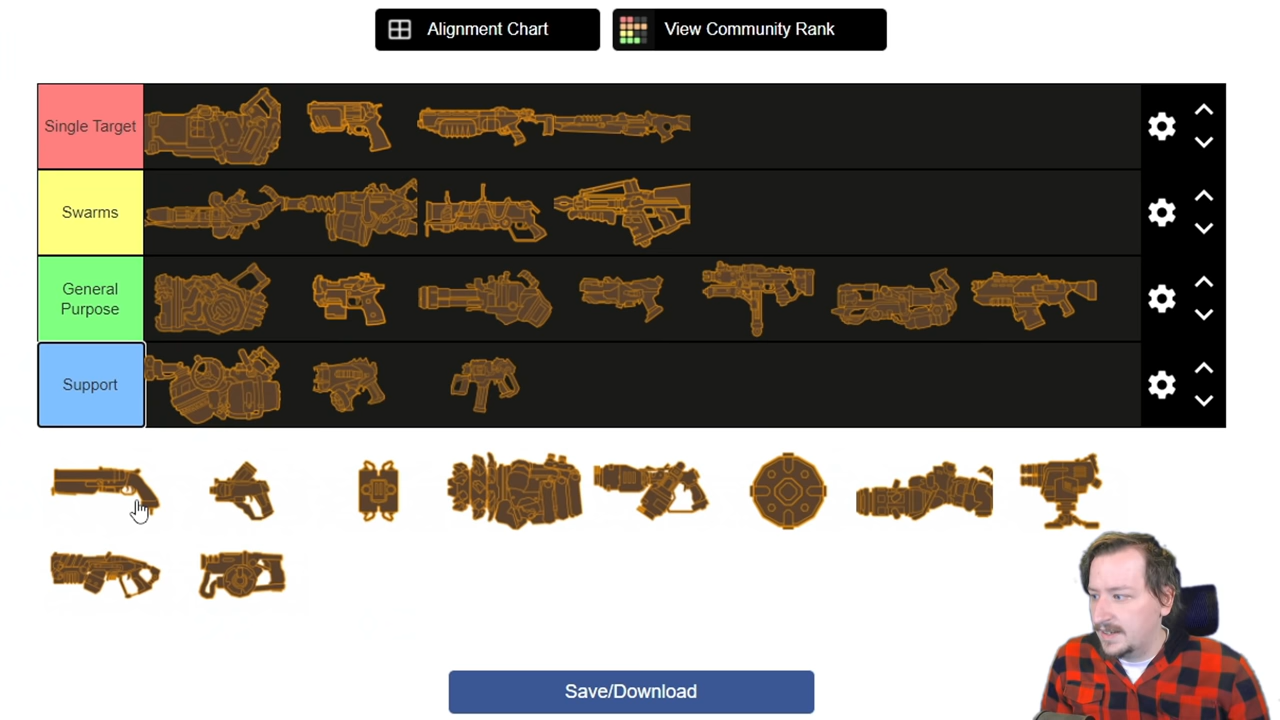 Alignment Chart
View Community Rank
Single Target
Swarms
General
Purpose
Support
Save/Download